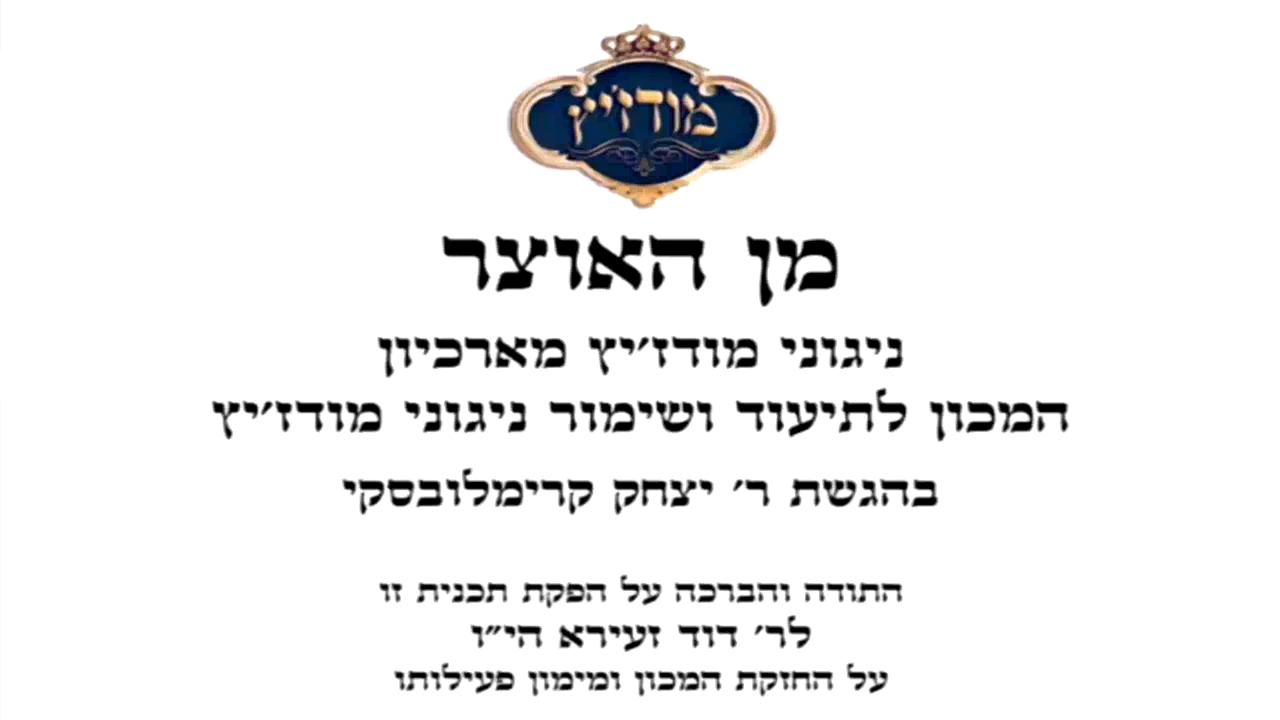 מודז׳יץ
מן האוצר
ניגוני מודז׳יץ מארכיון
המכון לתיעוד ושימור ניגוני מודז׳יץ
בהגשת ר׳ יצחק קרימלובסקי
התודה והברכה על הפקת תכנית זו
לר׳ דוד זעירא הי״ו
על החזקת המכון ומימון פעילותו